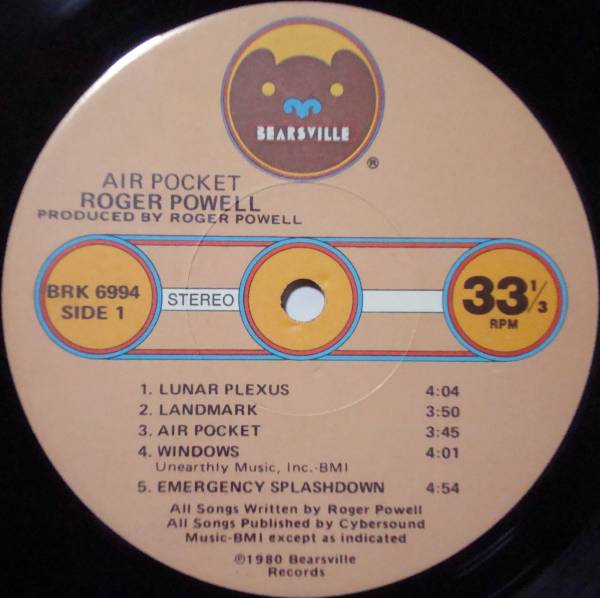 BEARSVILLE
®
AIR POCKET
ROGER POWELL
PRODUCED BY ROGER POWELL
BRK 6994
SIDE 1
STEREO
33 1/3
RPM
1. LUNAR PLEXUS 4:04
2. LANDMARK 3:50
3. AIR POCKET 3:45
4. WINDOWS 4:01
Unearthly Music, Inc.-BMI
5. EMERGENCY SPLASHDOWN 4:54
All Songs Written by Roger Powell
All Songs Published by Cybersound
Music-BMI except as indicated
℗1980 Bearsville
Records